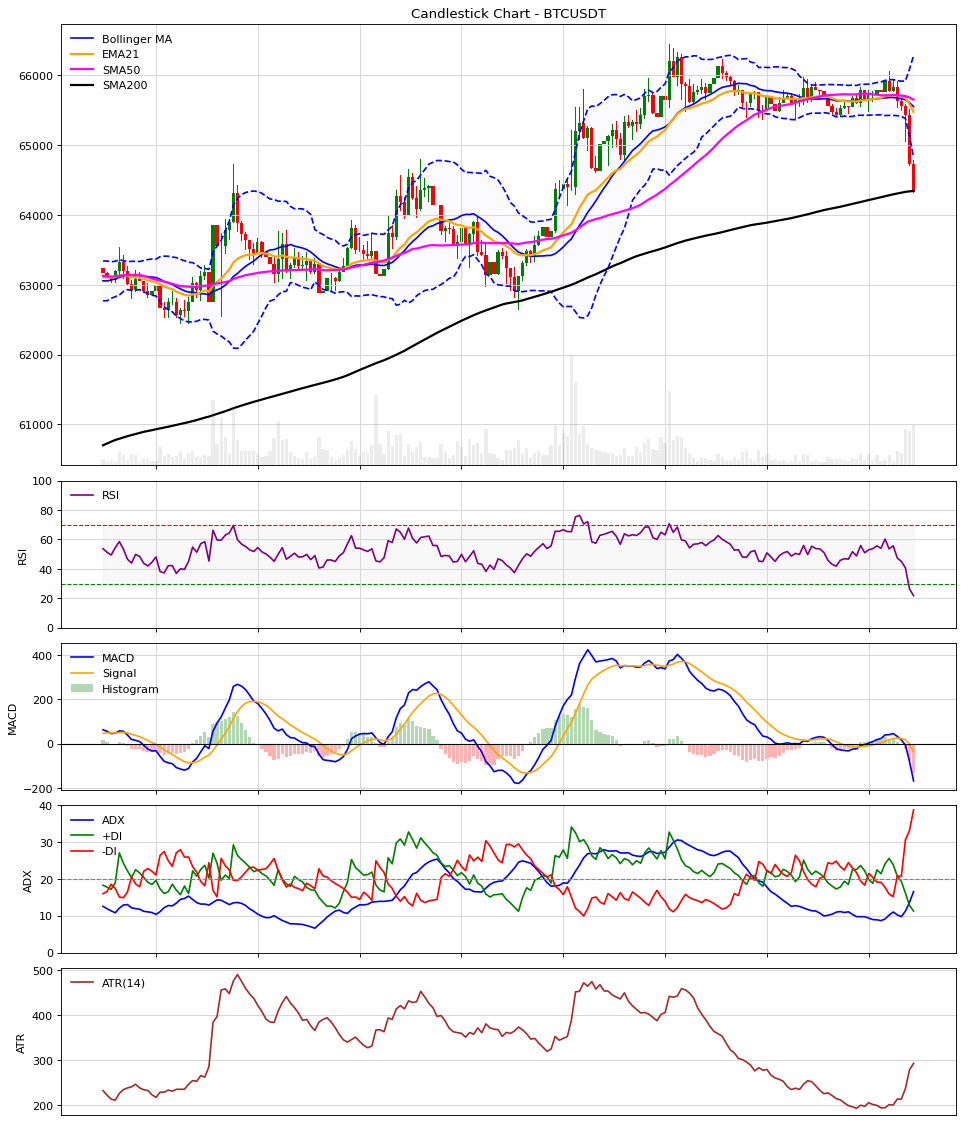 Candlestick Chart - BTCUSDT
Bollinger MA
EMA21
SMA50
SMA200
66000
65000
64000
63000
62000
61000
RSI
RSI
100
80
60
40
20
0
MACD
Signal
Histogram
MACD
400
200
0
−200
ADX
+DI
-DI
ADX
40
30
20
10
0
ATR(14)
ATR
500
400
300
200